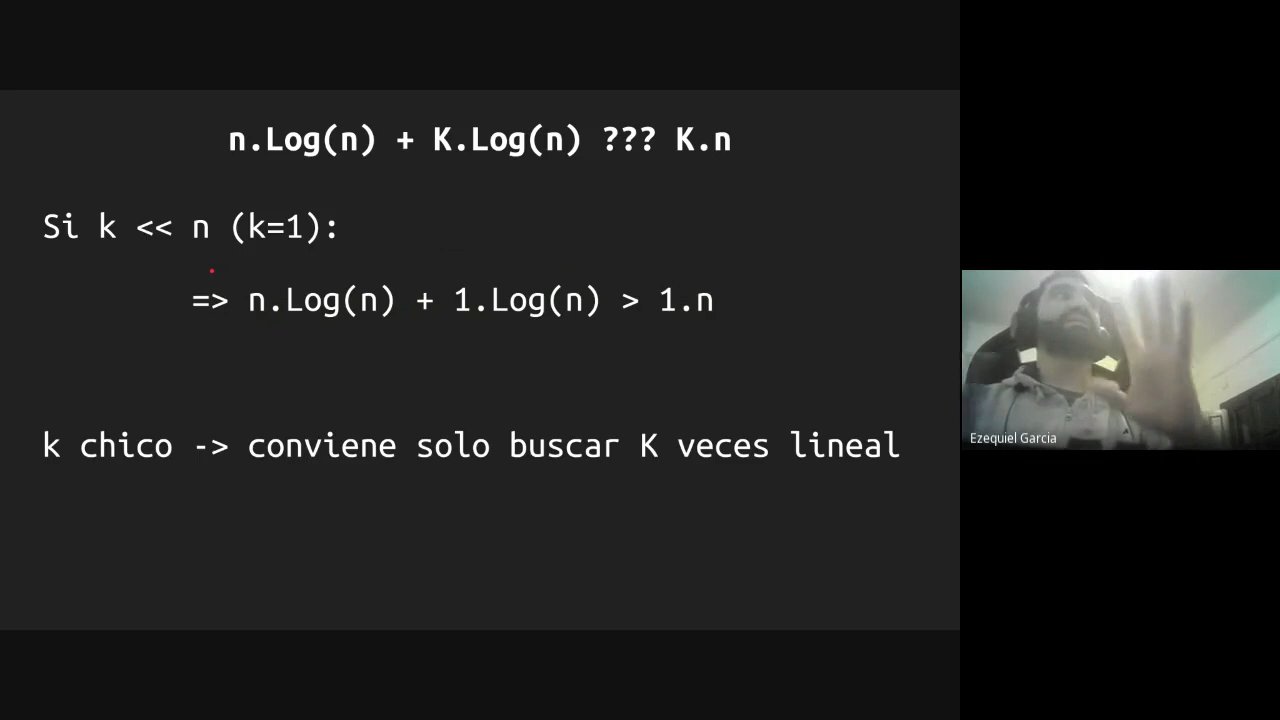 n.Log(n) + K.Log(n) ??? K.n
Si k << n (k=1):
=> n.Log(n) + 1.Log(n) > 1.n
k chico -> conviene solo buscar K veces lineal
Ezequiel Garcia